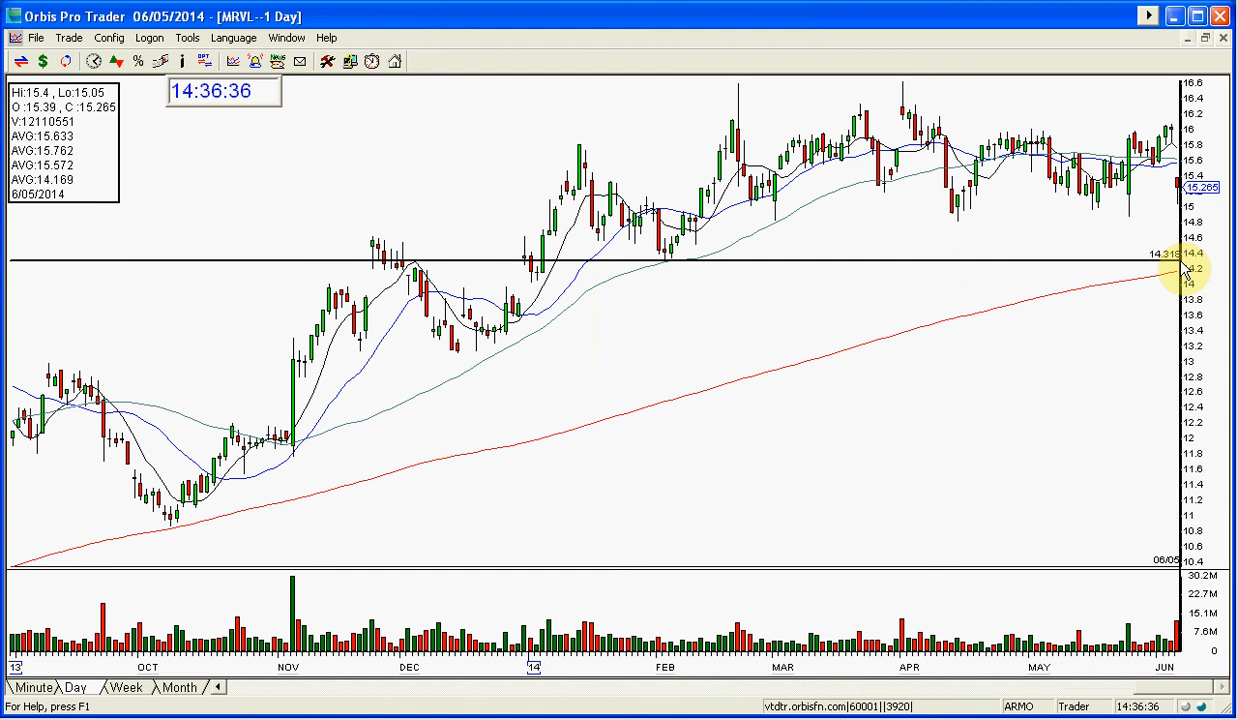 Orbis Pro Trader 06/05/2014 - [MRVL--1 Day]
File Trade Config Logon Tools Language Window Help
14:36:36
Hi:15.4 , Lo:15.05
O :15.39 , C :15.265
V:12110551
AVG:15.633
AVG:15.762
AVG:15.572
AVG:14.169
6/05/2014
16.6
16.4
16.2
16
15.8
15.6
15.4
15.265
15
14.8
14.6
14.318 14.4
14
13.8
13.6
13.4
13.2
13
12.8
12.6
12.4
12.2
12
11.8
11.6
11.4
11.2
11
10.8
10.6
06/05 10.4
30.2M
22.7M
15.1M
7.6M
0
13 OCT NOV DEC 14 FEB MAR APR MAY JUN
Minute Day Week Month
For Help, press F1 vtdtr.orbisfn.com|60001||3920| ARMO Trader 14:36:36